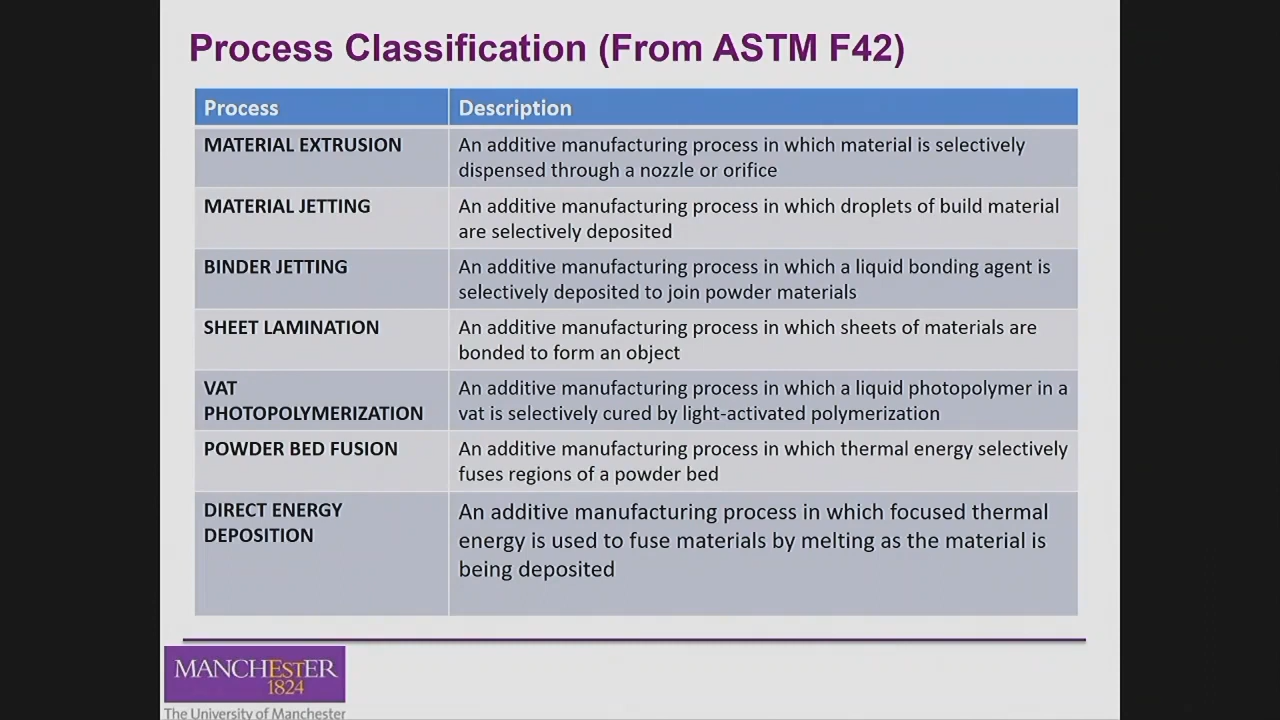 Process Classification (From ASTM F42)
Process
Description
MATERIAL EXTRUSION
An additive manufacturing process in which material is selectively
dispensed through a nozzle or orifice
MATERIAL JETTING
An additive manufacturing process in which droplets of build material
are selectively deposited
BINDER JETTING
An additive manufacturing process in which a liquid bonding agent is
selectively deposited to join powder materials
SHEET LAMINATION
An additive manufacturing process in which sheets of materials are
bonded to form an object
VAT
PHOTOPOLYMERIZATION
An additive manufacturing process in which a liquid photopolymer in a
vat is selectively cured by light-activated polymerization
POWDER BED FUSION
An additive manufacturing process in which thermal energy selectively
fuses regions of a powder bed
DIRECT ENERGY
DEPOSITION
An additive manufacturing process in which focused thermal
energy is used to fuse materials by melting as the material is
being deposited
MANCHESTER
1824
The University of Manchester